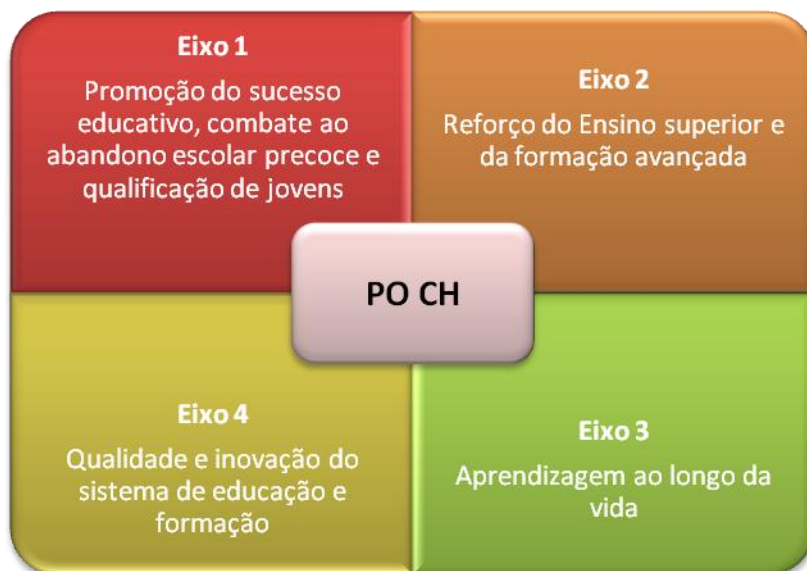 Eixo 1
Promoção do sucesso
educativo, combate ao
abandono escolar precoce e
qualificação de jovens
Eixo 2
Reforço do Ensino superior e
da formação avançada
PO CH
Eixo 4
Qualidade e inovação do
sistema de educação e
formação
Eixo 3
Aprendizagem ao longo da
vida